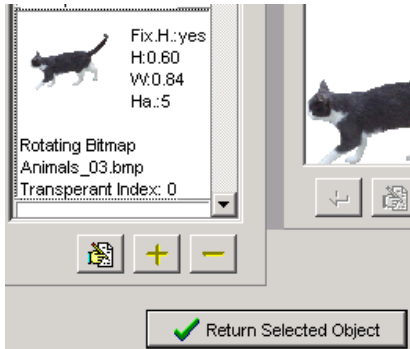 Fix.H.:yes
H:0.60
W:0.84
Ha.:5
Rotating Bitmap
Animals_03.bmp
Transperant Index: 0
Return Selected Object